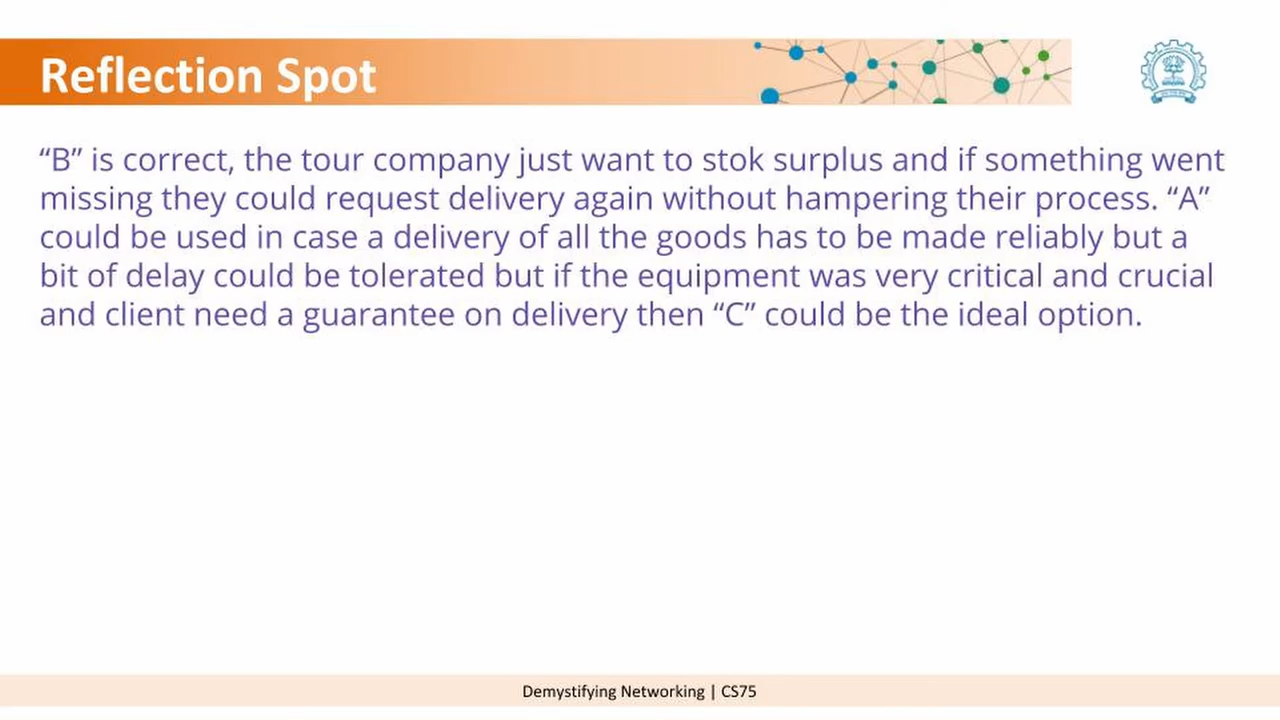 Reflection Spot
“B” is correct, the tour company just want to stok surplus and if something went
missing they could request delivery again without hampering their process. “A”
could be used in case a delivery of all the goods has to be made reliably but a
bit of delay could be tolerated but if the equipment was very critical and crucial
and client need a guarantee on delivery then “C” could be the ideal option.
Demystifying Networking | CS75